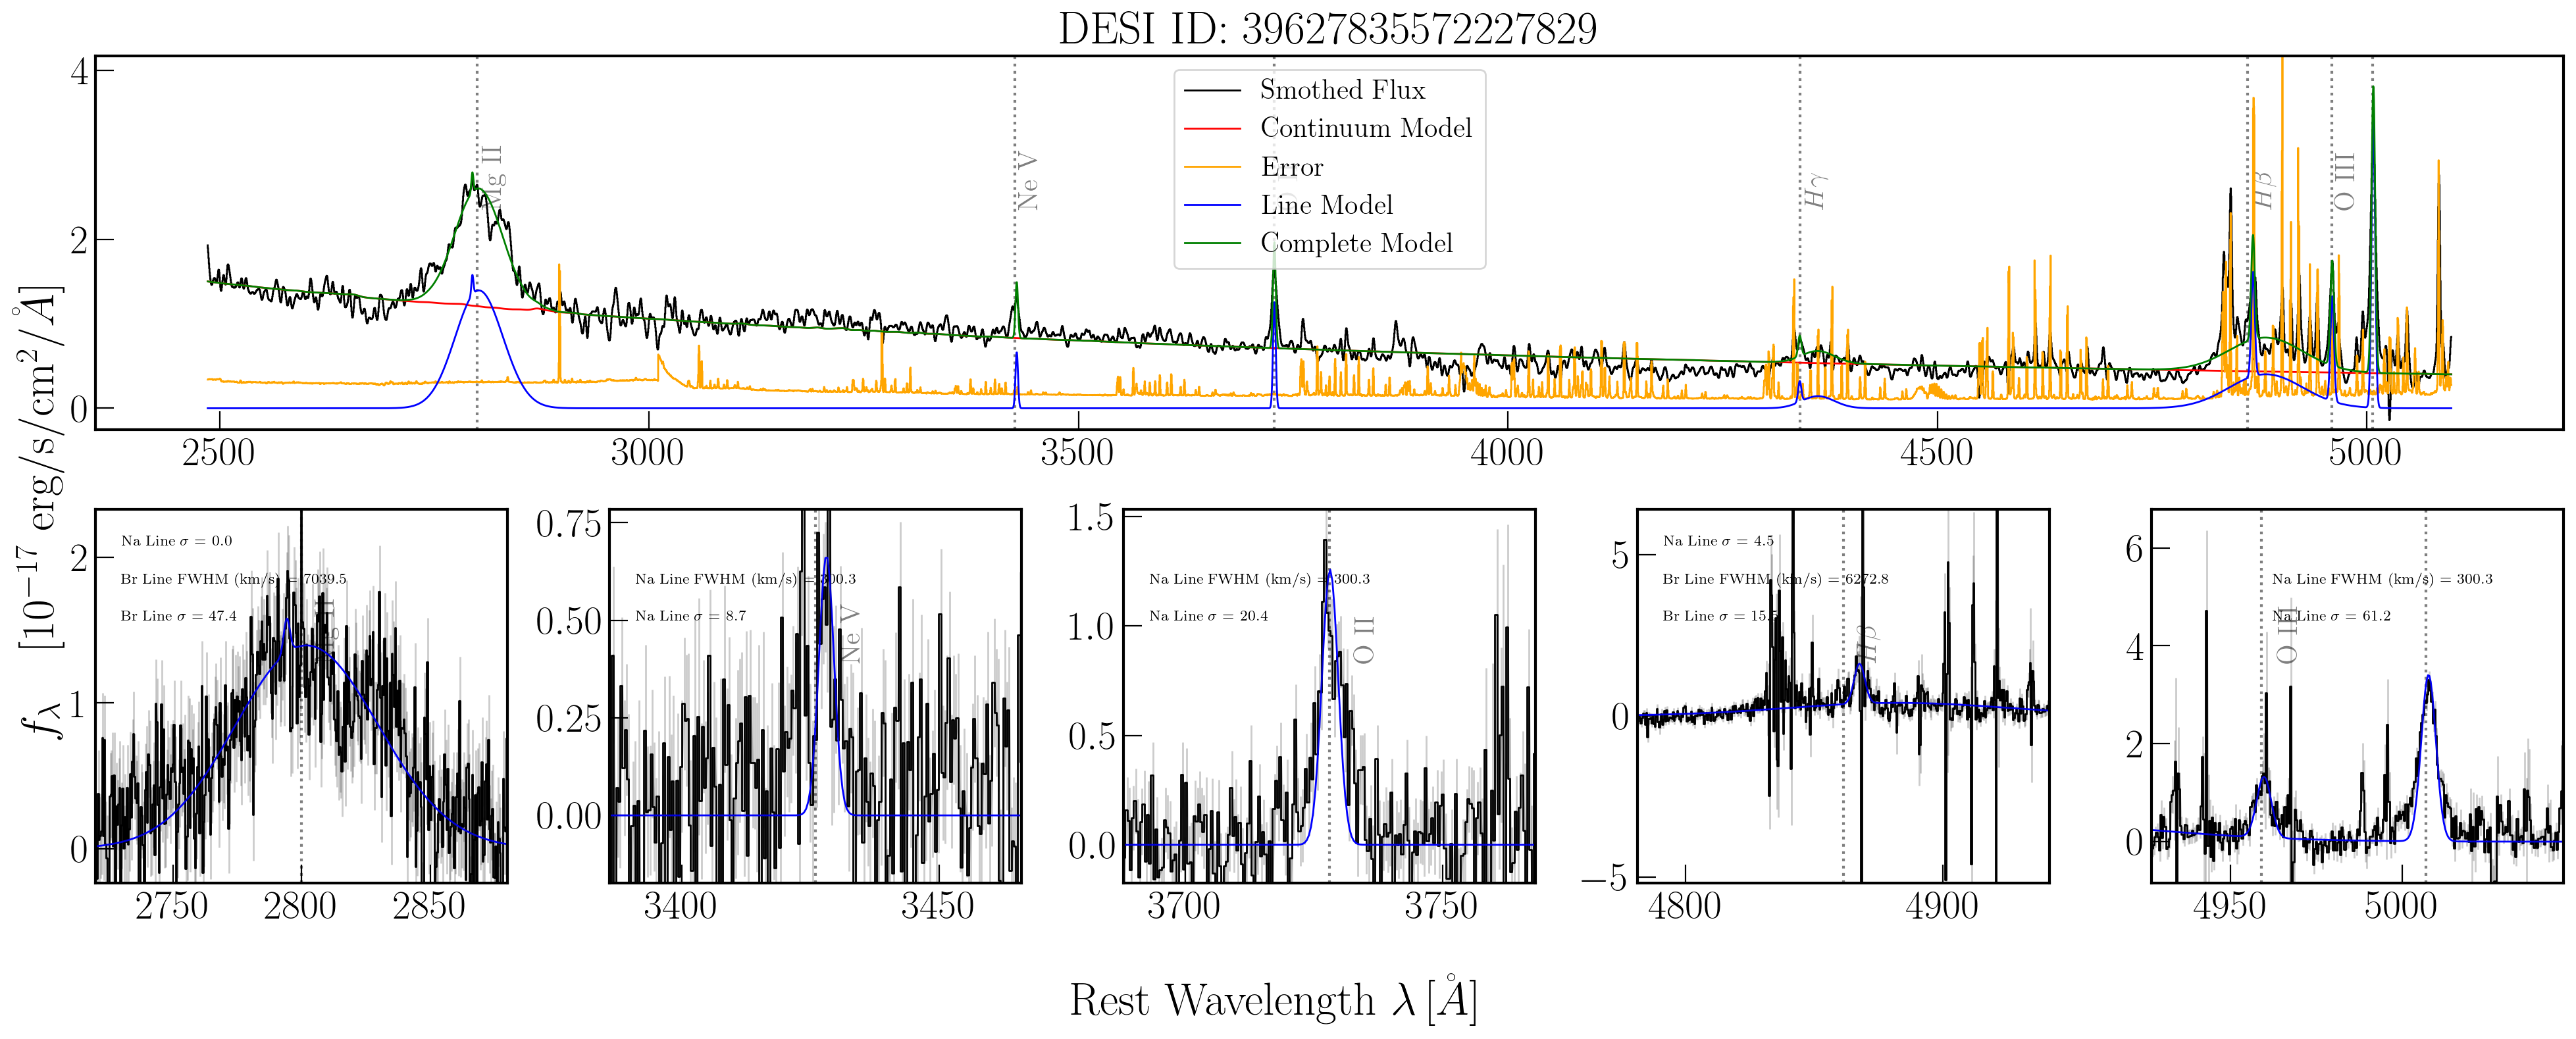 DESI ID: 39627835572227829
Smothed Flux
Continuum Model
Error
Line Model
Complete Model
Mg II
Ne V
Hγ
Hβ
O III
4
2
0
2500
3000
3500
4000
4500
5000
f_λ [10⁻¹⁷ erg/s/cm²/Å]
Na Line σ = 0.0
Br Line FWHM (km/s) = 7039.5
Br Line σ = 47.4
2
1
0
2750
2800
2850
Na Line FWHM (km/s) = 300.3
Na Line σ = 8.7
Ne V
0.75
0.50
0.25
0.00
3400
3450
Na Line FWHM (km/s) = 300.3
Na Line σ = 20.4
O II
1.5
1.0
0.5
0.0
3700
3750
Na Line σ = 4.5
Br Line FWHM (km/s) = 6272.8
Br Line σ = 15.5
Hβ
5
0
−5
4800
4900
Na Line FWHM (km/s) = 300.3
Na Line σ = 61.2
O III
6
4
2
0
4950
5000
Rest Wavelength λ [Å]